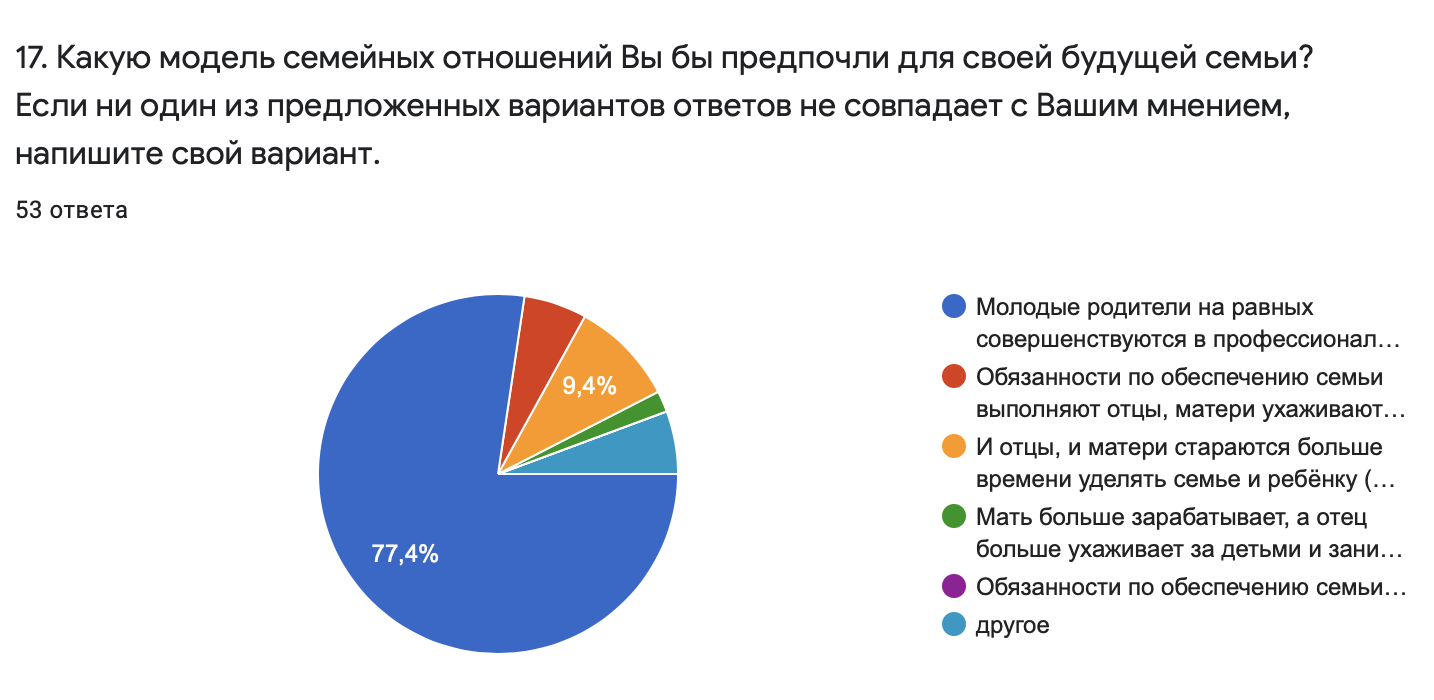 17. Какую модель семейных отношений Вы бы предпочли для своей будущей семьи?
Если ни один из предложенных вариантов ответов не совпадает с Вашим мнением,
напишите свой вариант.
53 ответа
9,4%
77,4%
Молодые родители на равных
совершенствуются в профессионал…
Обязанности по обеспечению семьи
выполняют отцы, матери ухаживают…
И отцы, и матери стараются больше
времени уделять семье и ребёнку (…
Мать больше зарабатывает, а отец
больше ухаживает за детьми и зани…
Обязанности по обеспечению семьи…
другое